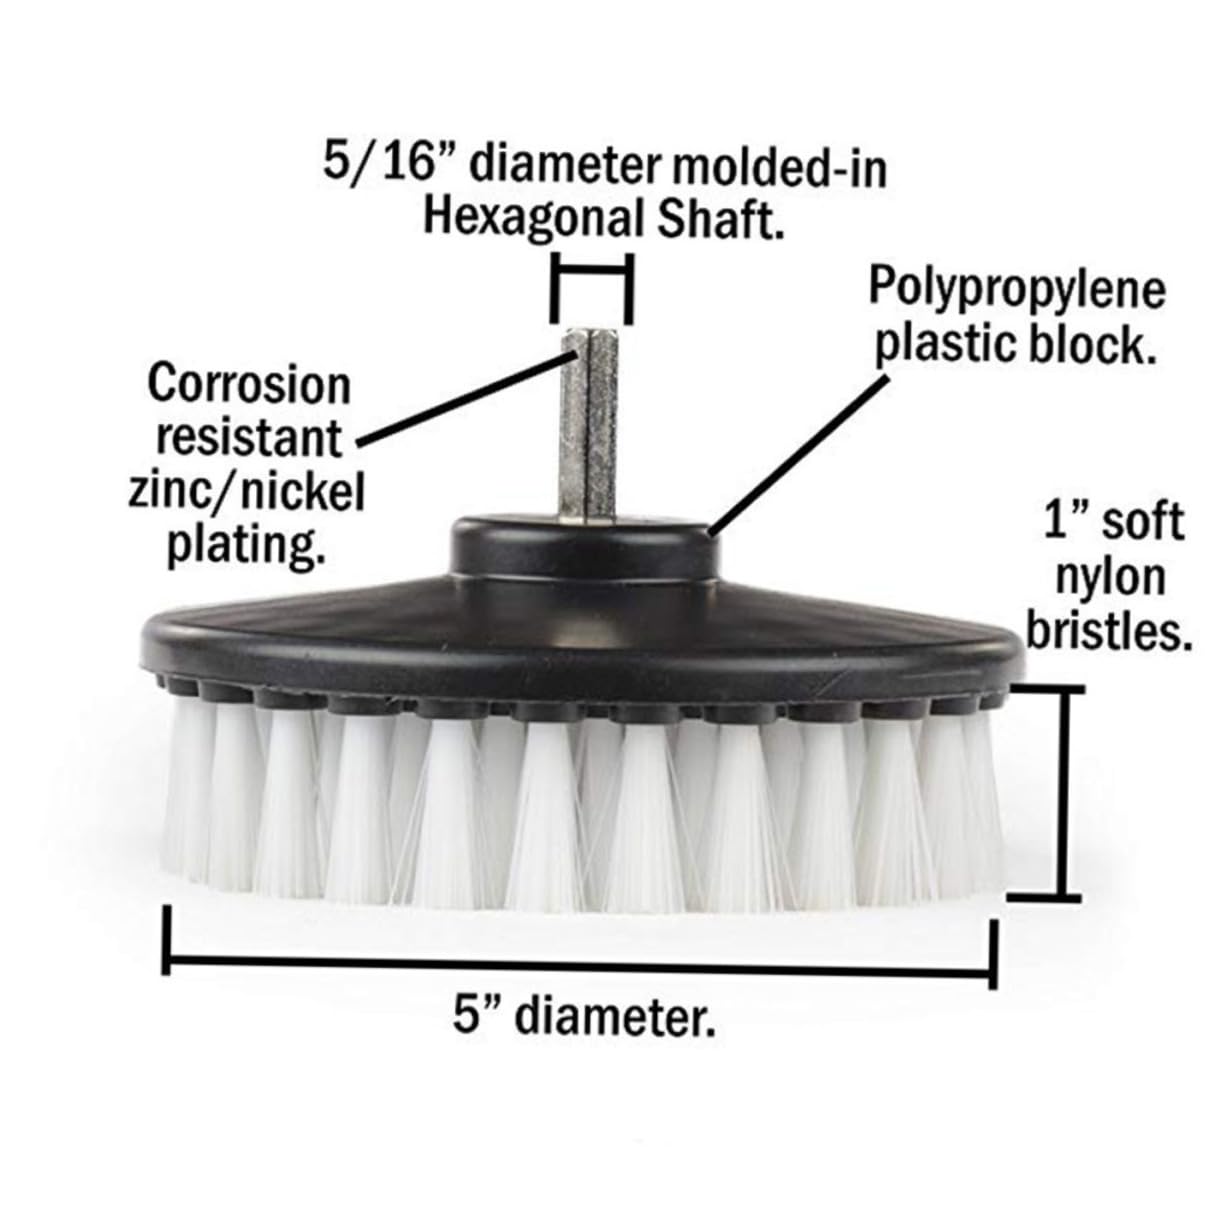 5/16” diameter molded-in
Hexagonal Shaft.
Polypropylene
plastic block.
Corrosion
resistant
zinc/nickel
plating.
1” soft
nylon
bristles.
5” diameter.